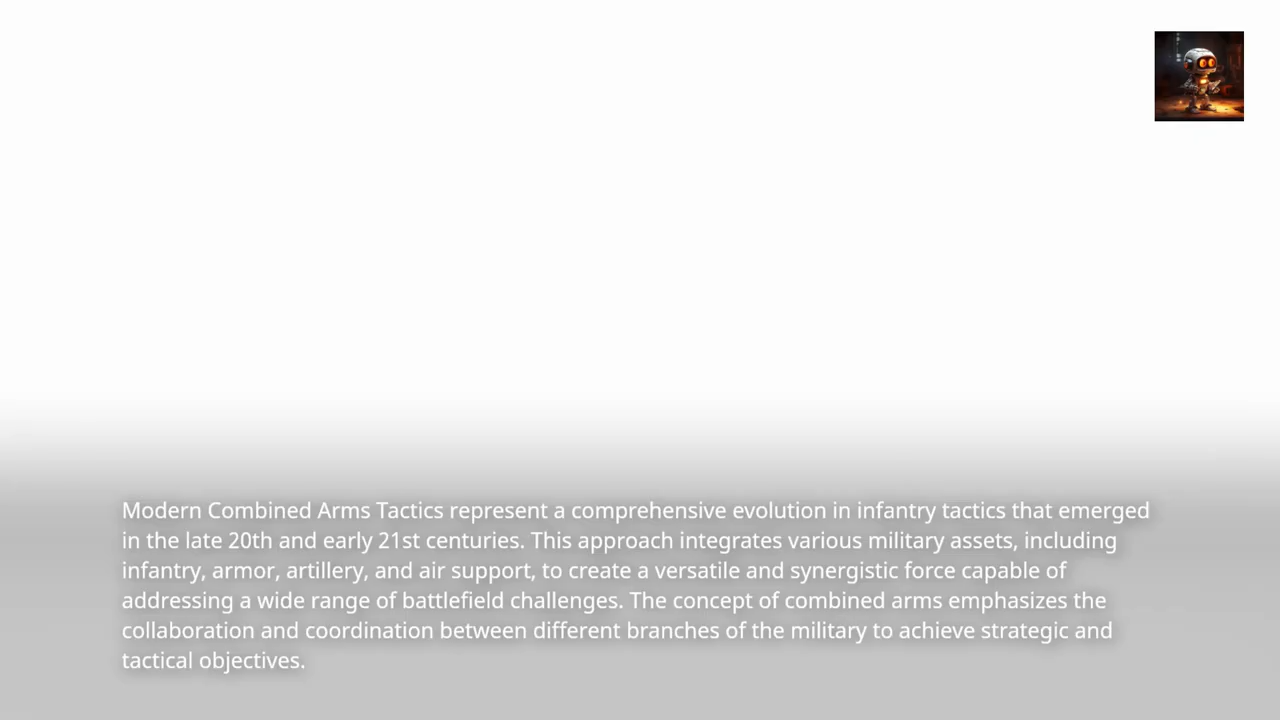 Modern Combined Arms Tactics represent a comprehensive evolution in infantry tactics that emerged
in the late 20th and early 21st centuries. This approach integrates various military assets, including
infantry, armor, artillery, and air support, to create a versatile and synergistic force capable of
addressing a wide range of battlefield challenges. The concept of combined arms emphasizes the
collaboration and coordination between different branches of the military to achieve strategic and
tactical objectives.